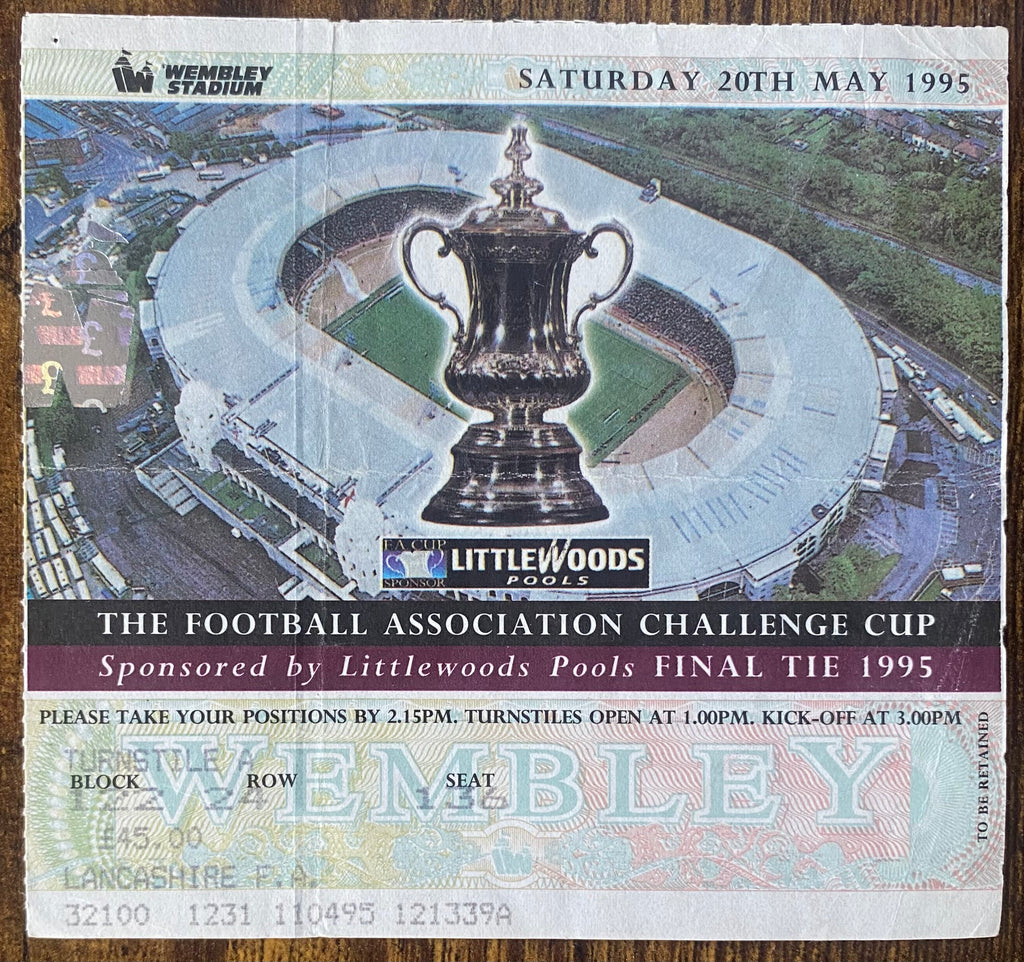 WEMBLEY
STADIUM
SATURDAY 20TH MAY 1995
£
£
£
£
FA CUP
SPONSOR
LITTLEWOODS
POOLS
THE FOOTBALL ASSOCIATION CHALLENGE CUP
Sponsored by Littlewoods Pools FINAL TIE 1995
PLEASE TAKE YOUR POSITIONS BY 2.15PM. TURNSTILES OPEN AT 1.00PM. KICK-OFF AT 3.00PM
WEMBLEY
TURNSTILE A
BLOCK ROW SEAT
122 24 136
£45.00
LANCASHIRE F.A.
32100 1231 110495 121339A
TO BE RETAINED